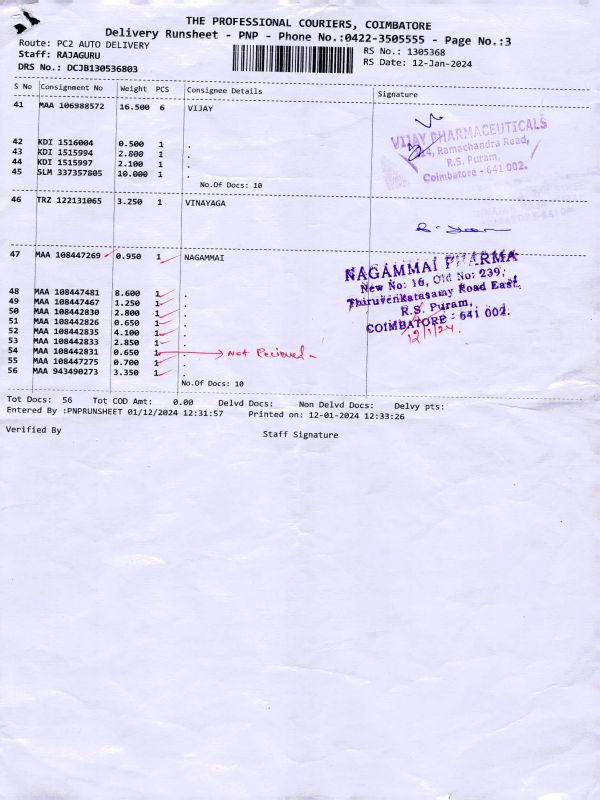 THE PROFESSIONAL COURIERS, COIMBATORE
Delivery Runsheet - PNP - Phone No.:0422-3505555 - Page No.:3
Route: PC2 AUTO DELIVERY RS No.: 1305368
Staff: RAJAGURU RS Date: 12-Jan-2024
DRS No.: DCJB130536803
S No Consignment No Weight PCS Consignee Details Signature
41 MAA 106988572 16.500 6 VIJAY
VIJAY PHARMACEUTICALS
Ramachandra Road,
R.S. Puram,
Coimbatore - 641 002.
42 KDI 1516004 0.500 1 .
43 KDI 1515994 2.800 1 .
44 KDI 1515997 2.100 1 .
45 SLM 337357805 10.000 1 .
No.Of Docs: 10
46 TRZ 122131065 3.250 1 VINAYAGA
47 MAA 108447269 0.950 1 NAGAMMAI
NAGAMMAI PHARMA
New No: 16, Old No: 239,
Thiruvenkatasamy Road East,
R.S. Puram,
COIMBATORE - 641 002.
12/1/24
48 MAA 108447481 8.600 1 .
49 MAA 108447467 1.250 1 .
50 MAA 108442830 2.800 1 .
51 MAA 108442826 0.650 1 .
52 MAA 108442835 4.100 1 .
53 MAA 108442833 2.850 1 .
54 MAA 108442831 0.650 1 Not Recieved
55 MAA 108447275 0.700 1 .
56 MAA 943490273 3.350 1 .
No.Of Docs: 10
Tot Docs: 56 Tot COD Amt: 0.00 Delvd Docs: Non Delvd Docs: Delvy pts:
Entered By :PNPRUNSHEET 01/12/2024 12:31:57 Printed on: 12-01-2024 12:33:26
Verified By Staff Signature